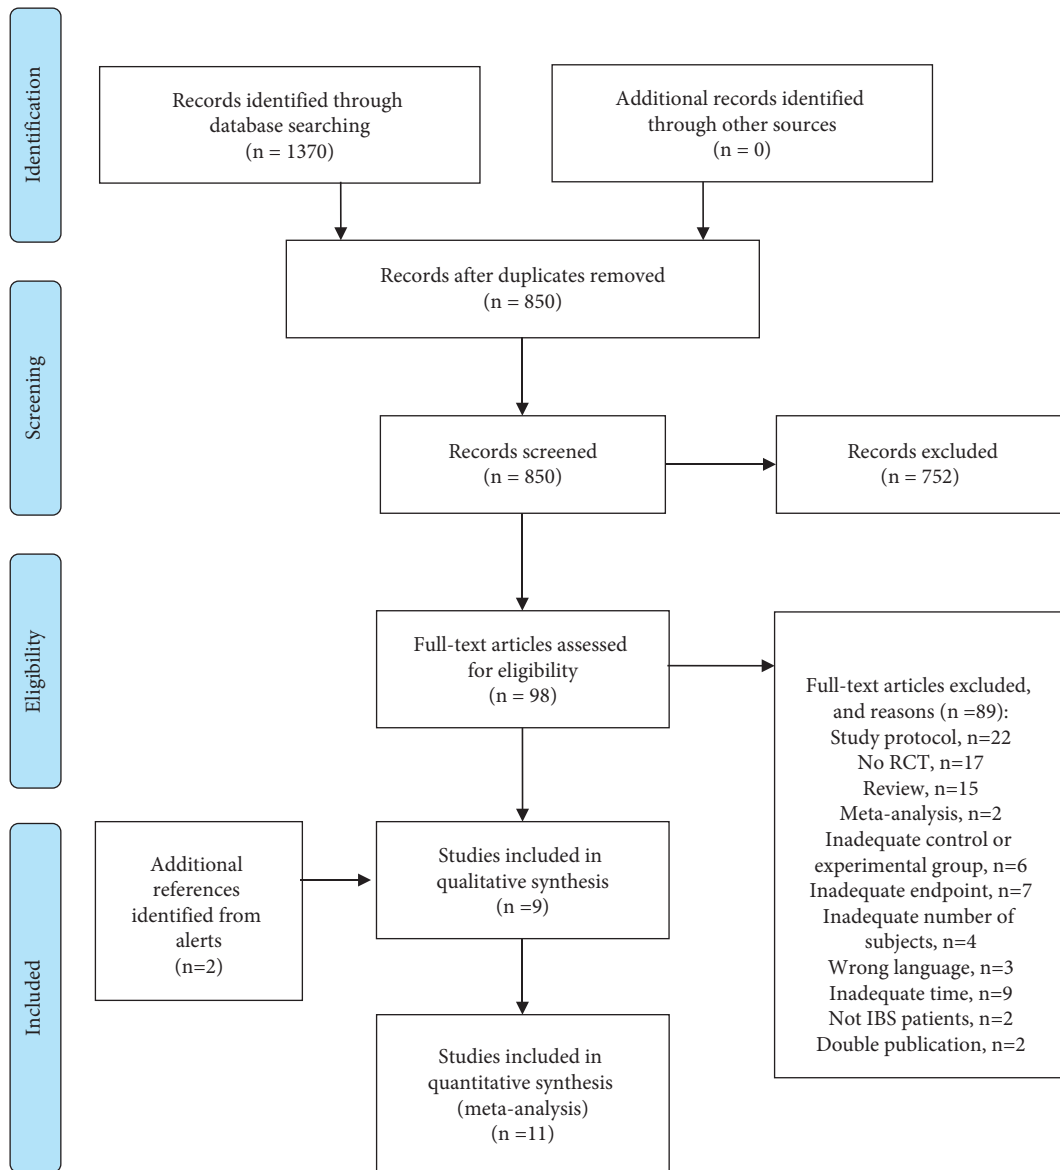 Identification
Records identified through
database searching
(n = 1370)
Additional records identified
through other sources
(n = 0)
Records after duplicates removed
(n = 850)
Screening
Records screened
(n = 850)
Records excluded
(n = 752)
Eligibility
Full-text articles assessed
for eligibility
(n = 98)
Full-text articles excluded,
and reasons (n =89):
Study protocol, n=22
No RCT, n=17
Review, n=15
Meta-analysis, n=2
Inadequate control or
experimental group, n=6
Inadequate endpoint, n=7
Inadequate number of
subjects, n=4
Wrong language, n=3
Inadequate time, n=9
Not IBS patients, n=2
Double publication, n=2
Included
Additional
references
identified from
alerts
(n=2)
Studies included in
qualitative synthesis
(n =9)
Studies included in
quantitative synthesis
(meta-analysis)
(n =11)